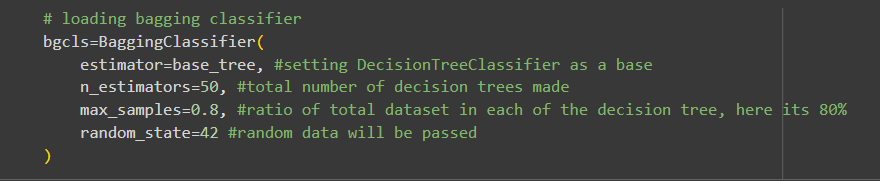 # loading bagging classifier
bgcls=BaggingClassifier(
    estimator=base_tree, #setting DecisionTreeClassifier as a base
    n_estimators=50, #total number of decision trees made
    max_samples=0.8, #ratio of total dataset in each of the decision tree, here its 80%
    random_state=42 #random data will be passed
)